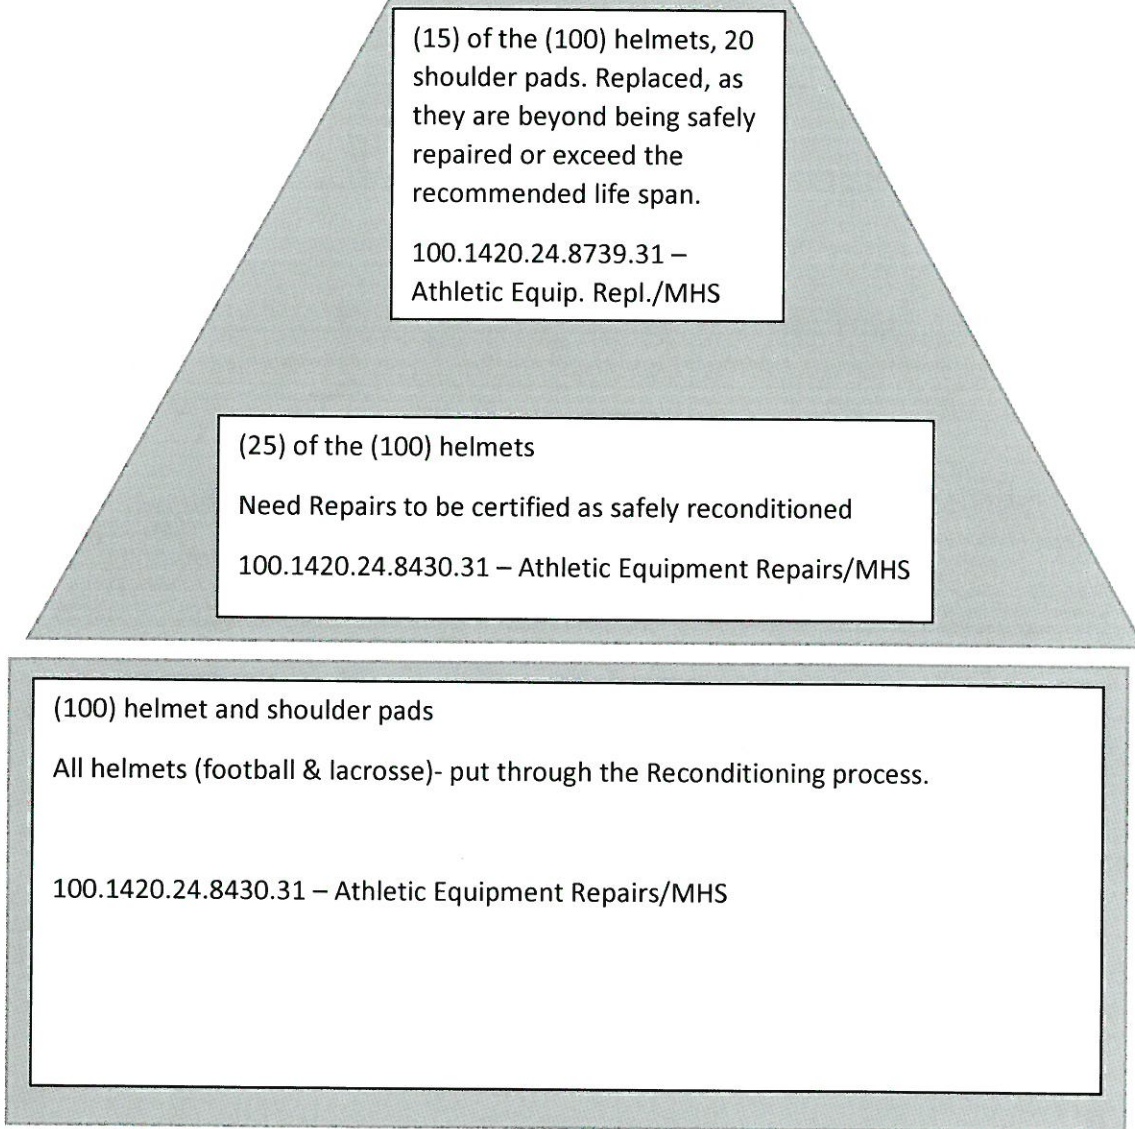 (15) of the (100) helmets, 20
shoulder pads. Replaced, as
they are beyond being safely
repaired or exceed the
recommended life span.
100.1420.24.8739.31 –
Athletic Equip. Repl./MHS
(25) of the (100) helmets
Need Repairs to be certified as safely reconditioned
100.1420.24.8430.31 – Athletic Equipment Repairs/MHS
(100) helmet and shoulder pads
All helmets (football & lacrosse)- put through the Reconditioning process.
100.1420.24.8430.31 – Athletic Equipment Repairs/MHS